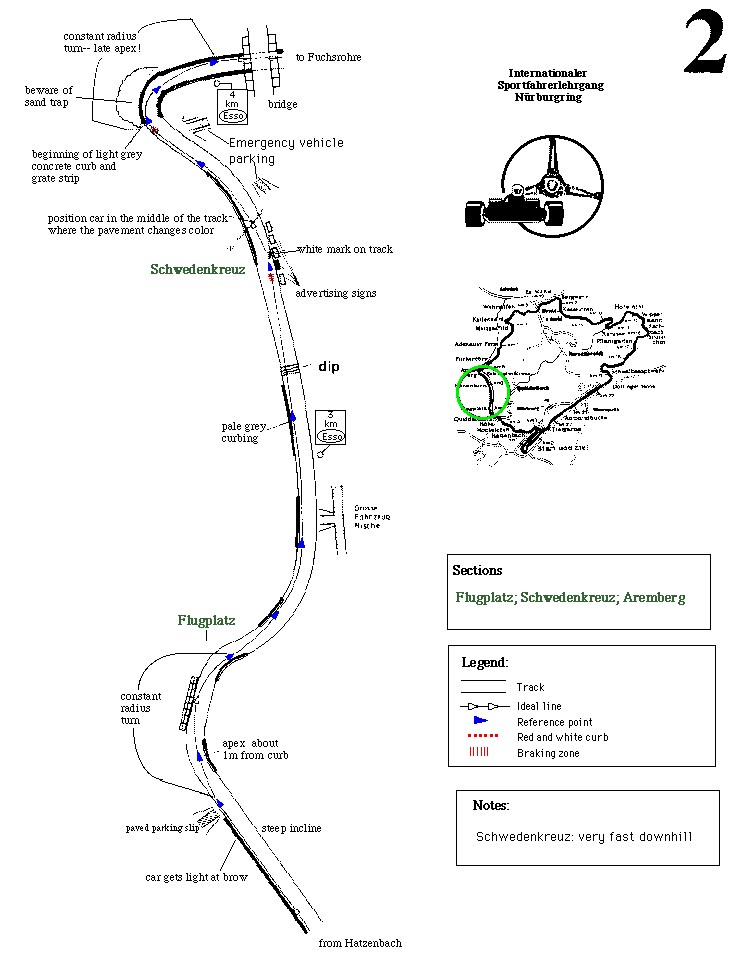 2
constant radius
turn-- late apex!
to Fuchsrohre
beware of
sand trap
4
km
Esso
bridge
Internationaler
Sportfahrerlehrgang
Nürburgring
Emergency vehicle
parking
beginning of light grey
concrete curb and
grate strip
position car in the middle of the track
where the pavement changes color
white mark on track
Schwedenkreuz
advertising signs
dip
3
km
Esso
pale grey
curbing
Sections
Flugplatz; Schwedenkreuz; Aremberg
Flugplatz
Legend:
Track
Ideal line
Reference point
Red and white curb
Braking zone
constant
radius
turn
apex about
1m from curb
Notes:
Schwedenkreuz: very fast downhill
paved parking slip
steep incline
car gets light at brow
from Hatzenbach